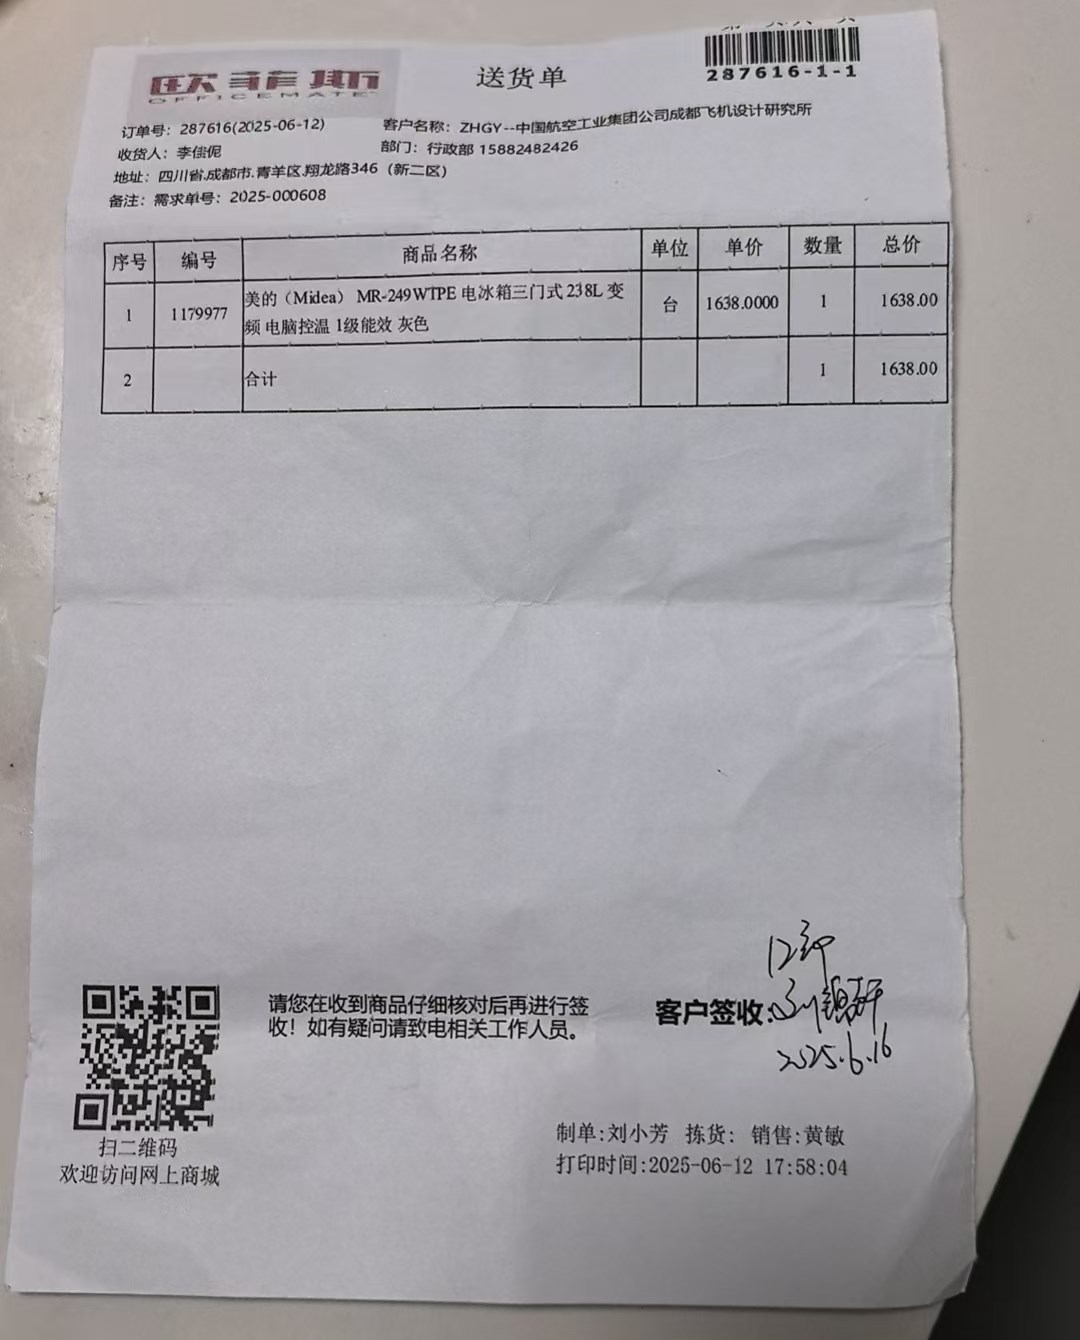 287616-1-1
欧菲斯
OFFICEMATE
送货单
订单号：287616(2025-06-12)
客户名称：ZHGY--中国航空工业集团公司成都飞机设计研究所
收货人：李偿伲
部门：行政部 15882482426
地址：四川省.成都市.青羊区.翔龙路346（新二区）
备注：需求单号：2025-000608
序号 编号 商品名称 单位 单价 数量 总价
1 1179977 美的（Midea） MR-249WTPE 电冰箱三门式 238L 变
频 电脑控温 1级能效 灰色 台 1638.0000 1 1638.00
2 合计 1 1638.00
请您在收到商品仔细核对后再进行签
收！如有疑问请致电相关工作人员。
客户签收:
2025.6.16
扫二维码
欢迎访问网上商城
制单:刘小芳 拣货: 销售:黄敏
打印时间:2025-06-12 17:58:04